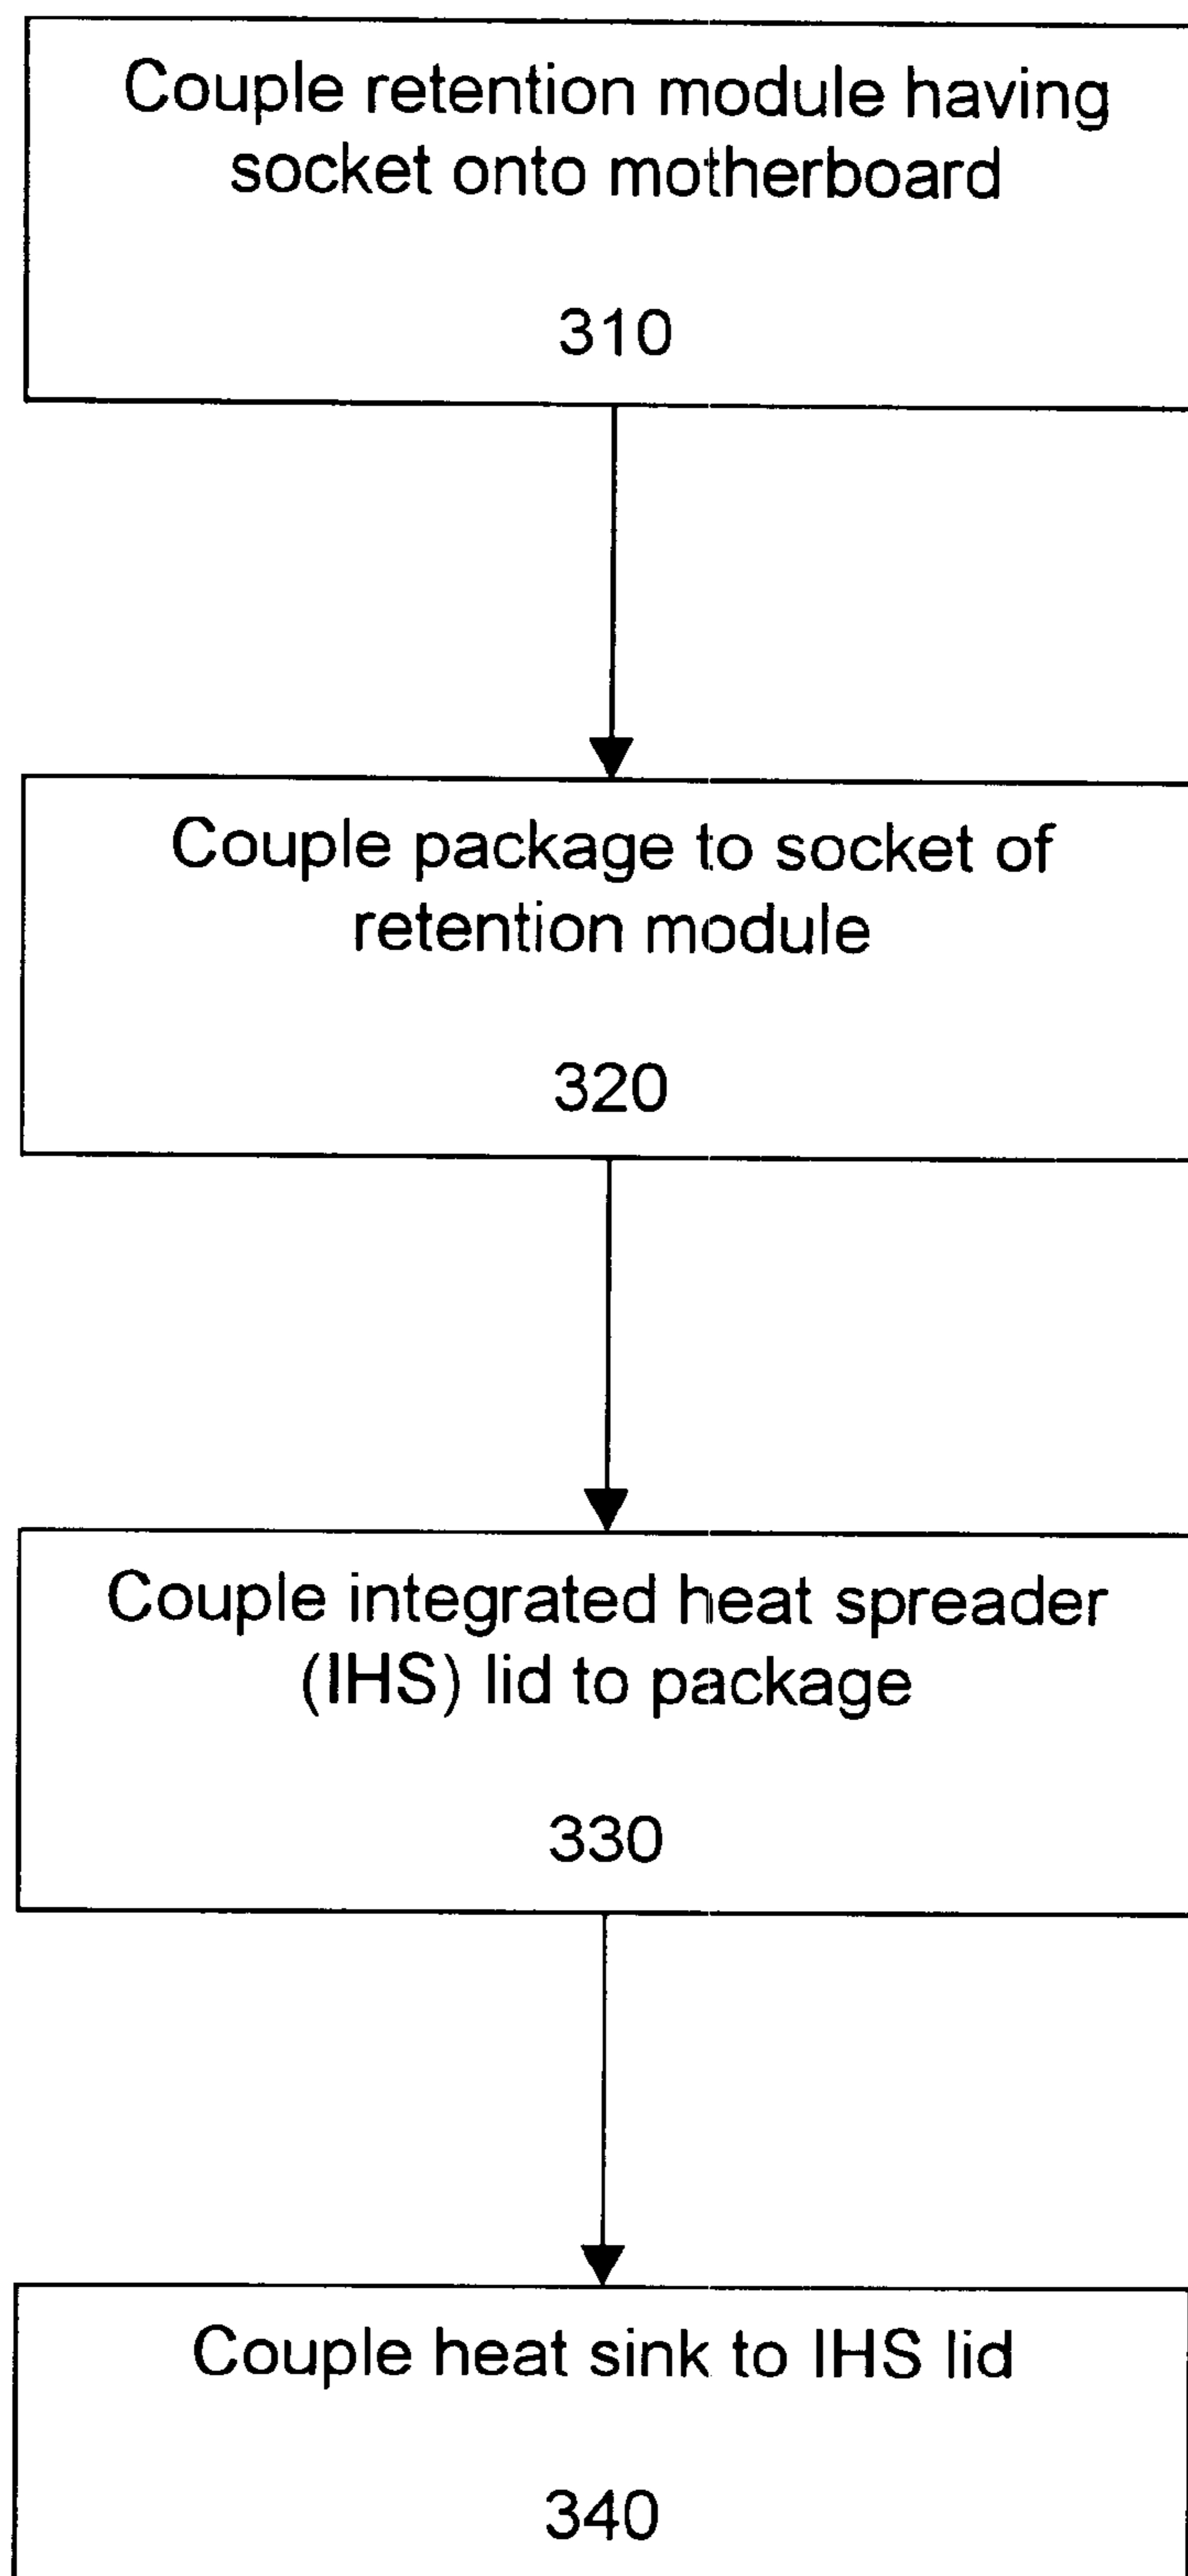 Couple retention module having
socket onto motherboard
310
Couple package to socket of
retention module
320
Couple integrated heat spreader
(IHS) lid to package
330
Couple heat sink to IHS lid
340